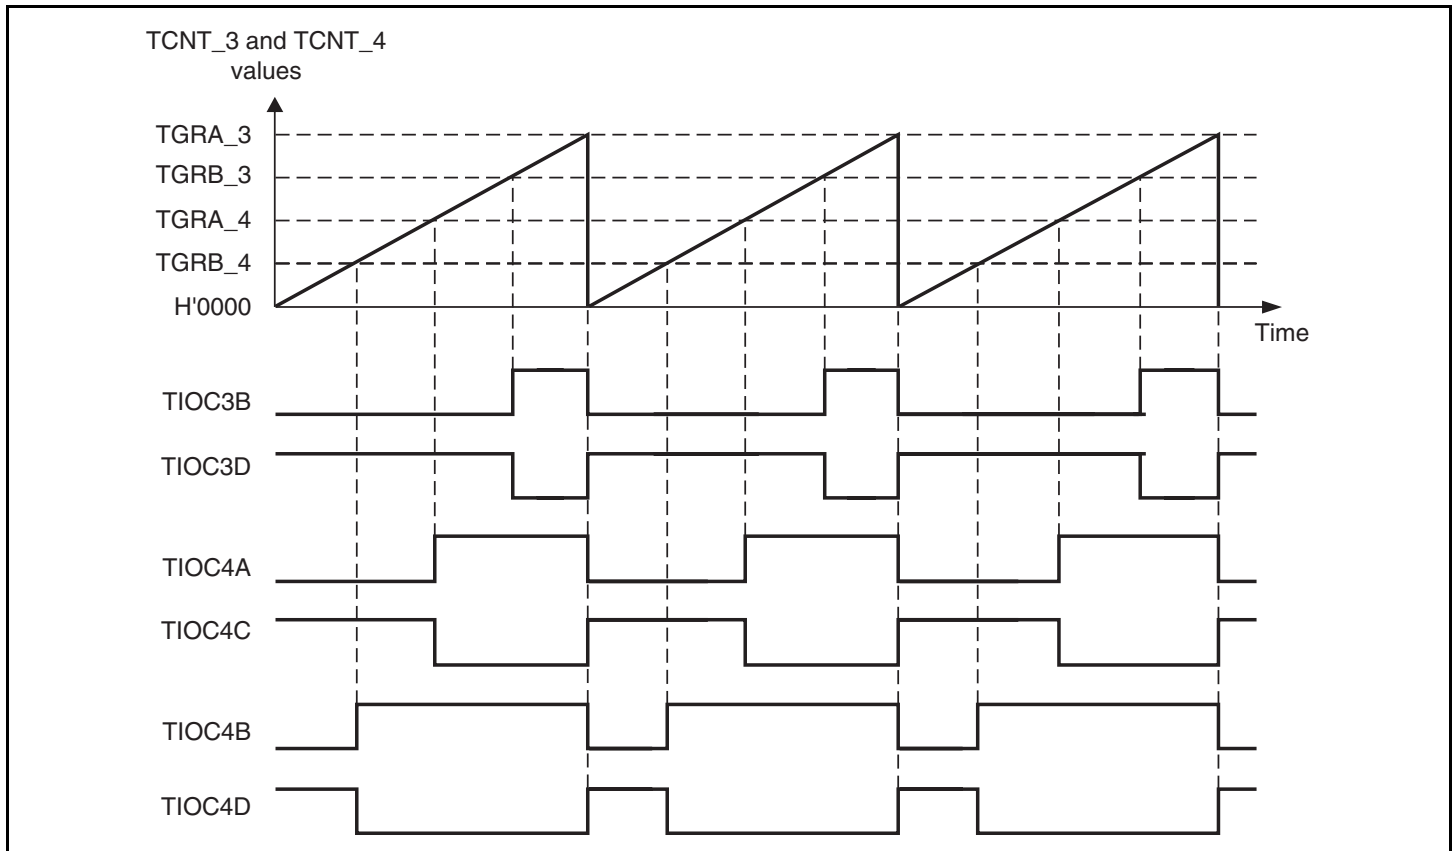 TCNT_3 and TCNT_4
values
TGRA_3
TGRB_3
TGRA_4
TGRB_4
H'0000
Time
TIOC3B
TIOC3D
TIOC4A
TIOC4C
TIOC4B
TIOC4D